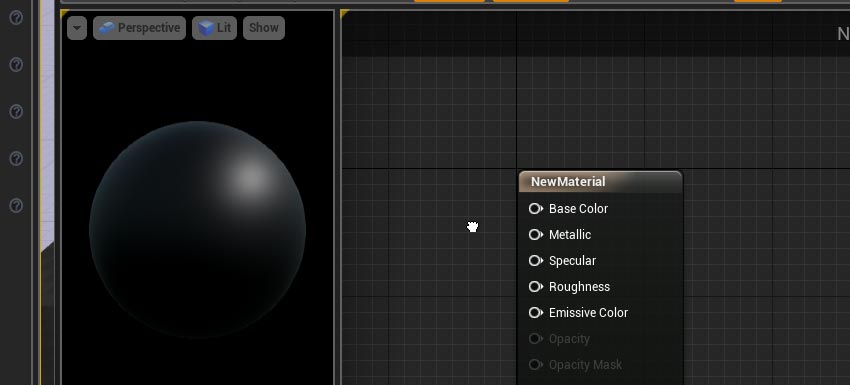 Perspective
Lit
Show
N
NewMaterial
Base Color
Metallic
Specular
Roughness
Emissive Color
Opacity
Opacity Mask